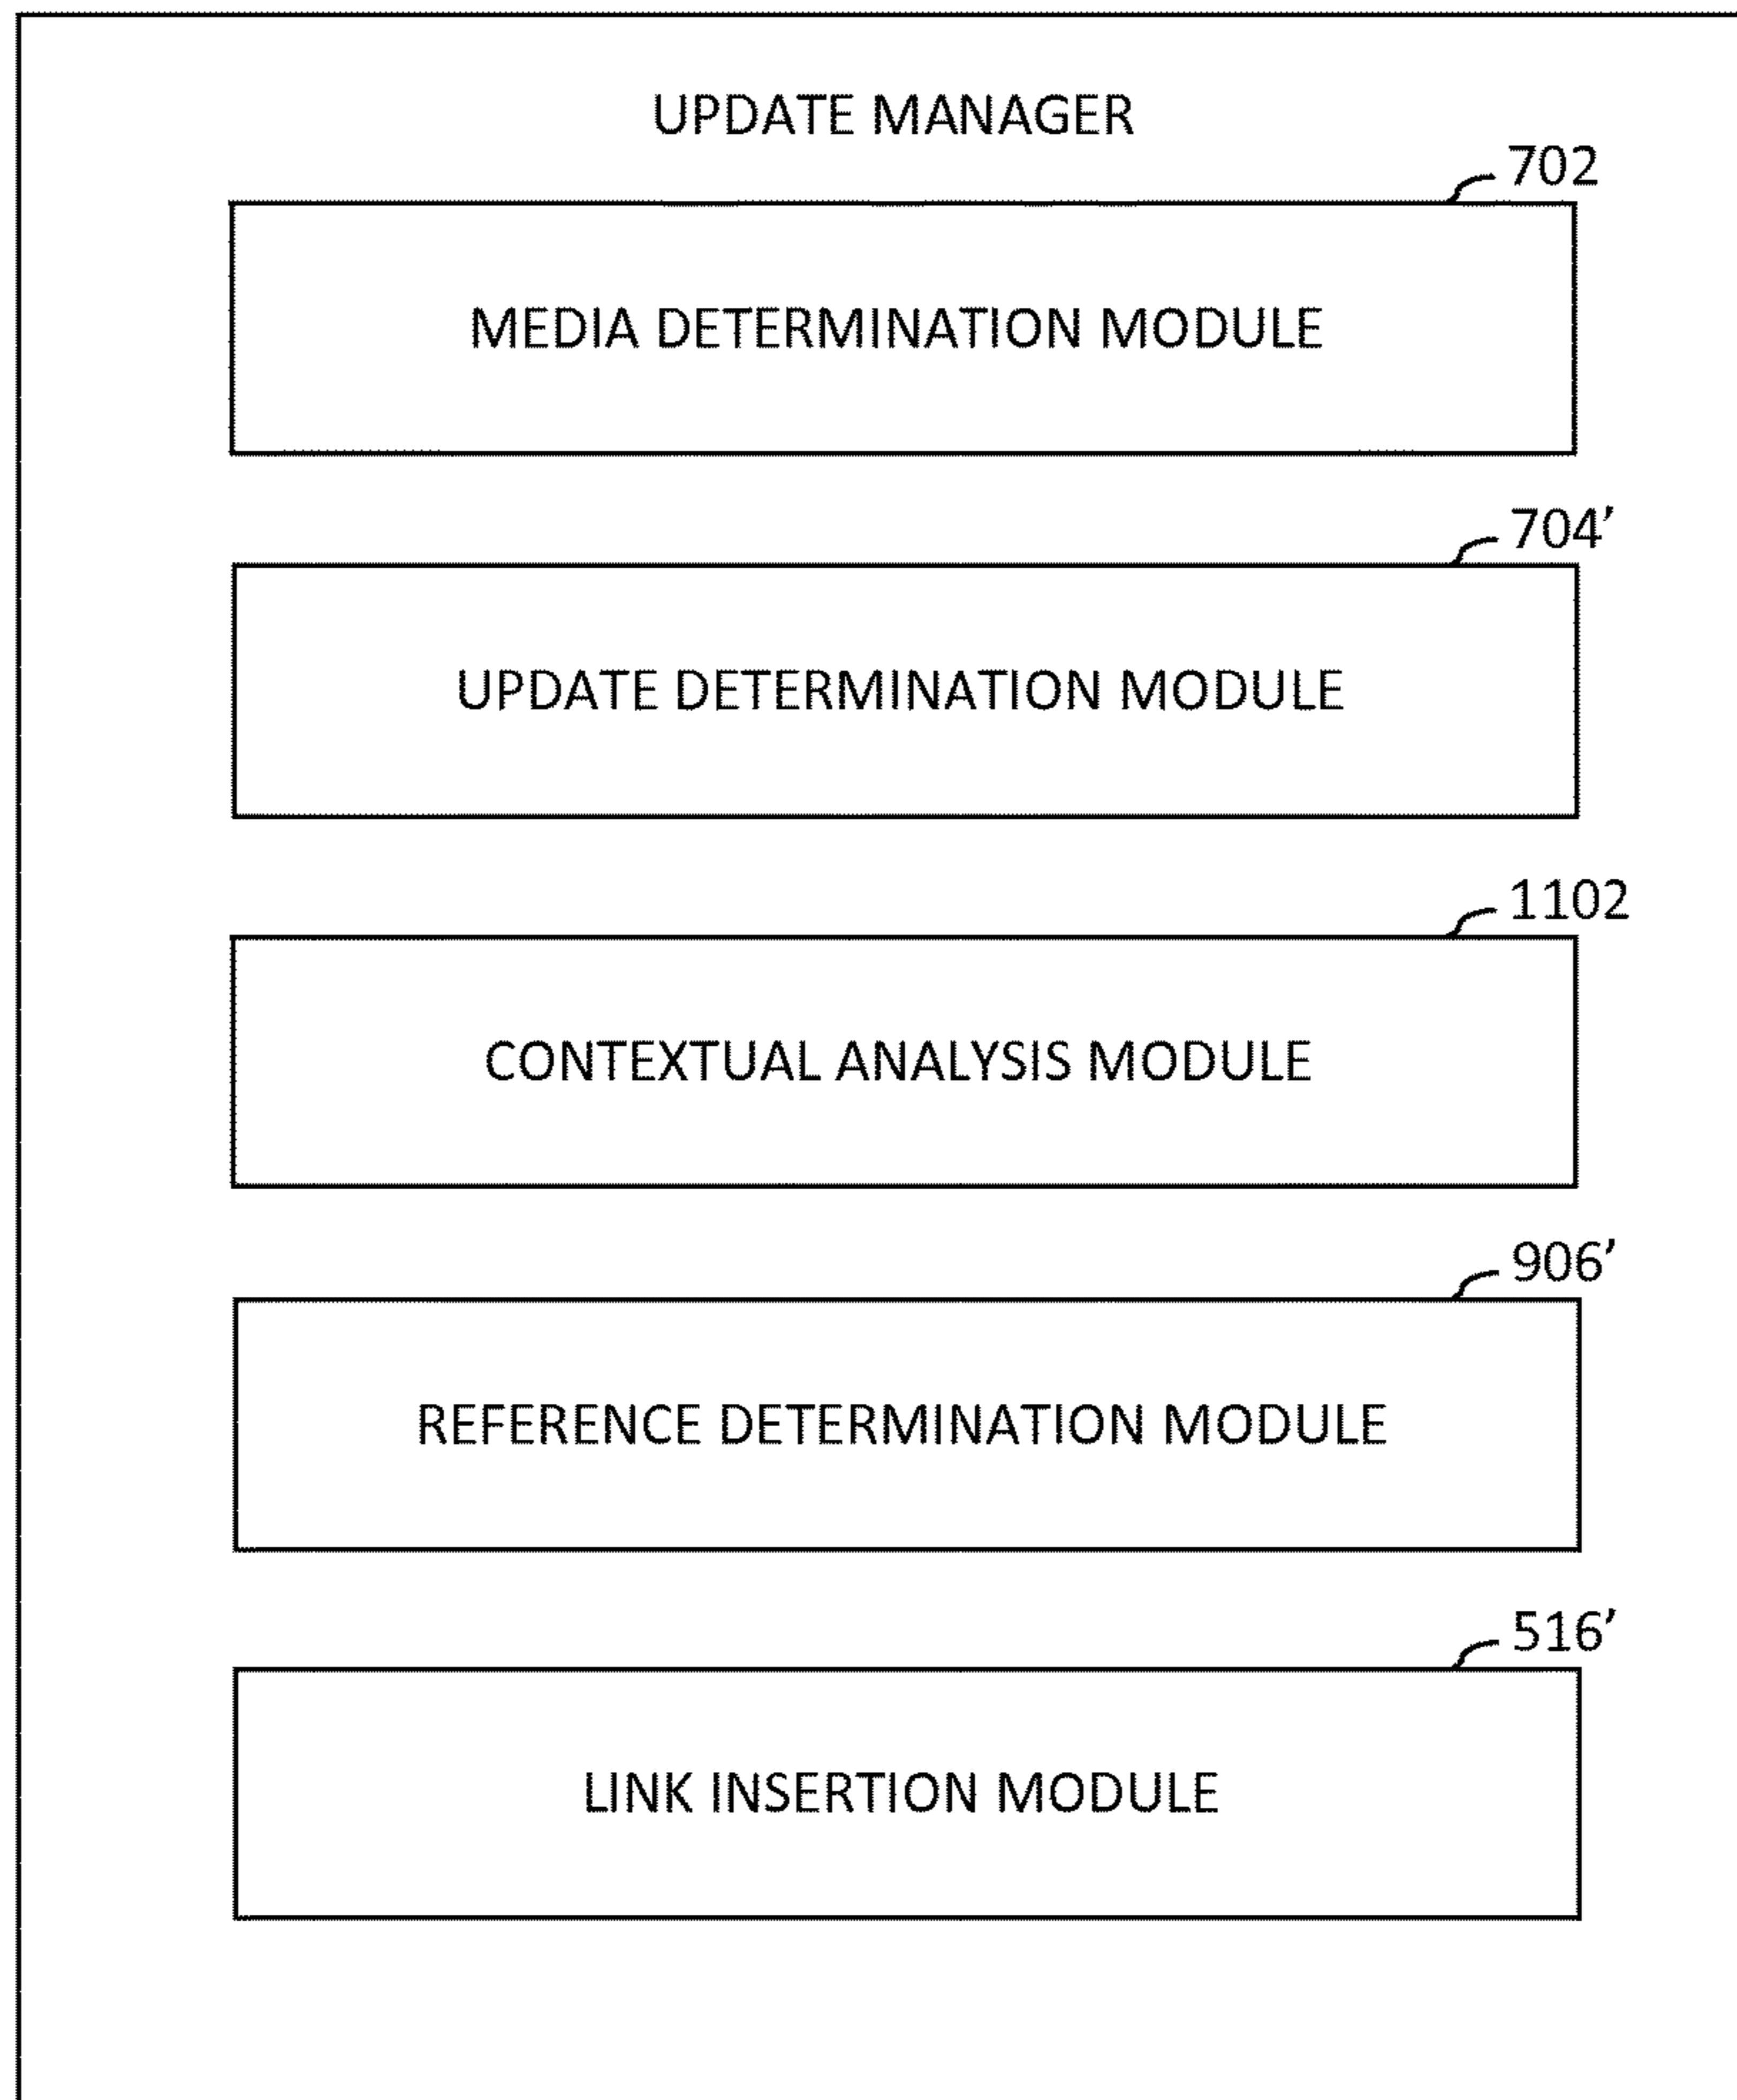 UPDATE MANAGER
702
MEDIA DETERMINATION MODULE
704’
UPDATE DETERMINATION MODULE
1102
CONTEXTUAL ANALYSIS MODULE
906’
REFERENCE DETERMINATION MODULE
516’
LINK INSERTION MODULE